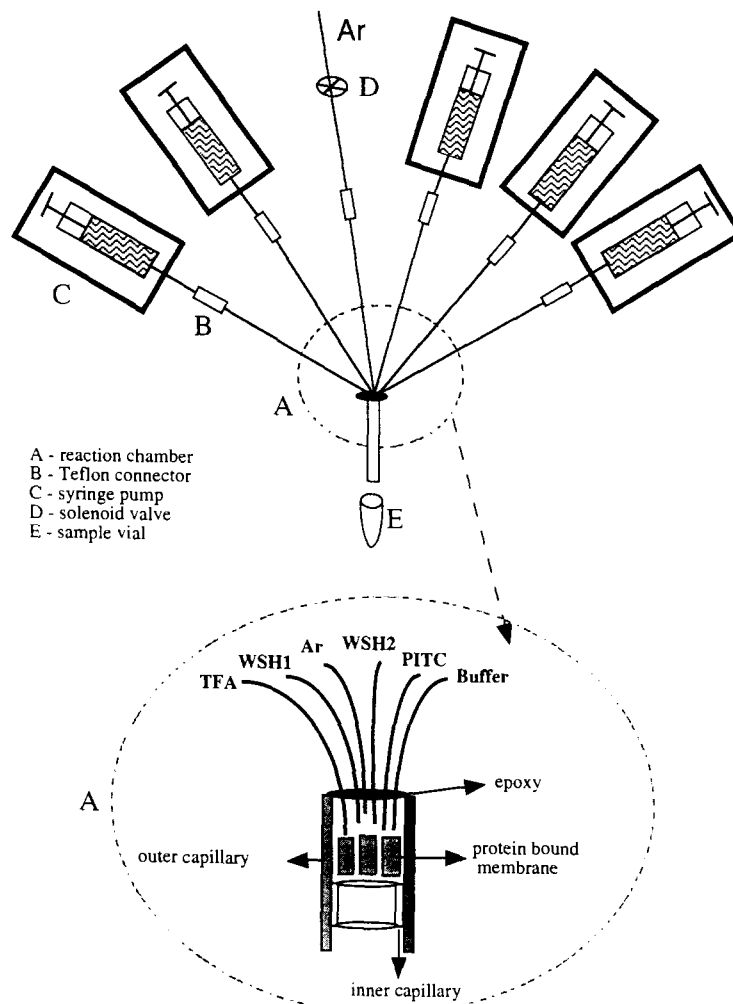 Ar
D
C
B
A
A - reaction chamber
B - Teflon connector
C - syringe pump
D - solenoid valve
E - sample vial
E
Ar
WSH2
WSH1
PITC
TFA
Buffer
A
epoxy
outer capillary
protein bound
membrane
inner capillary